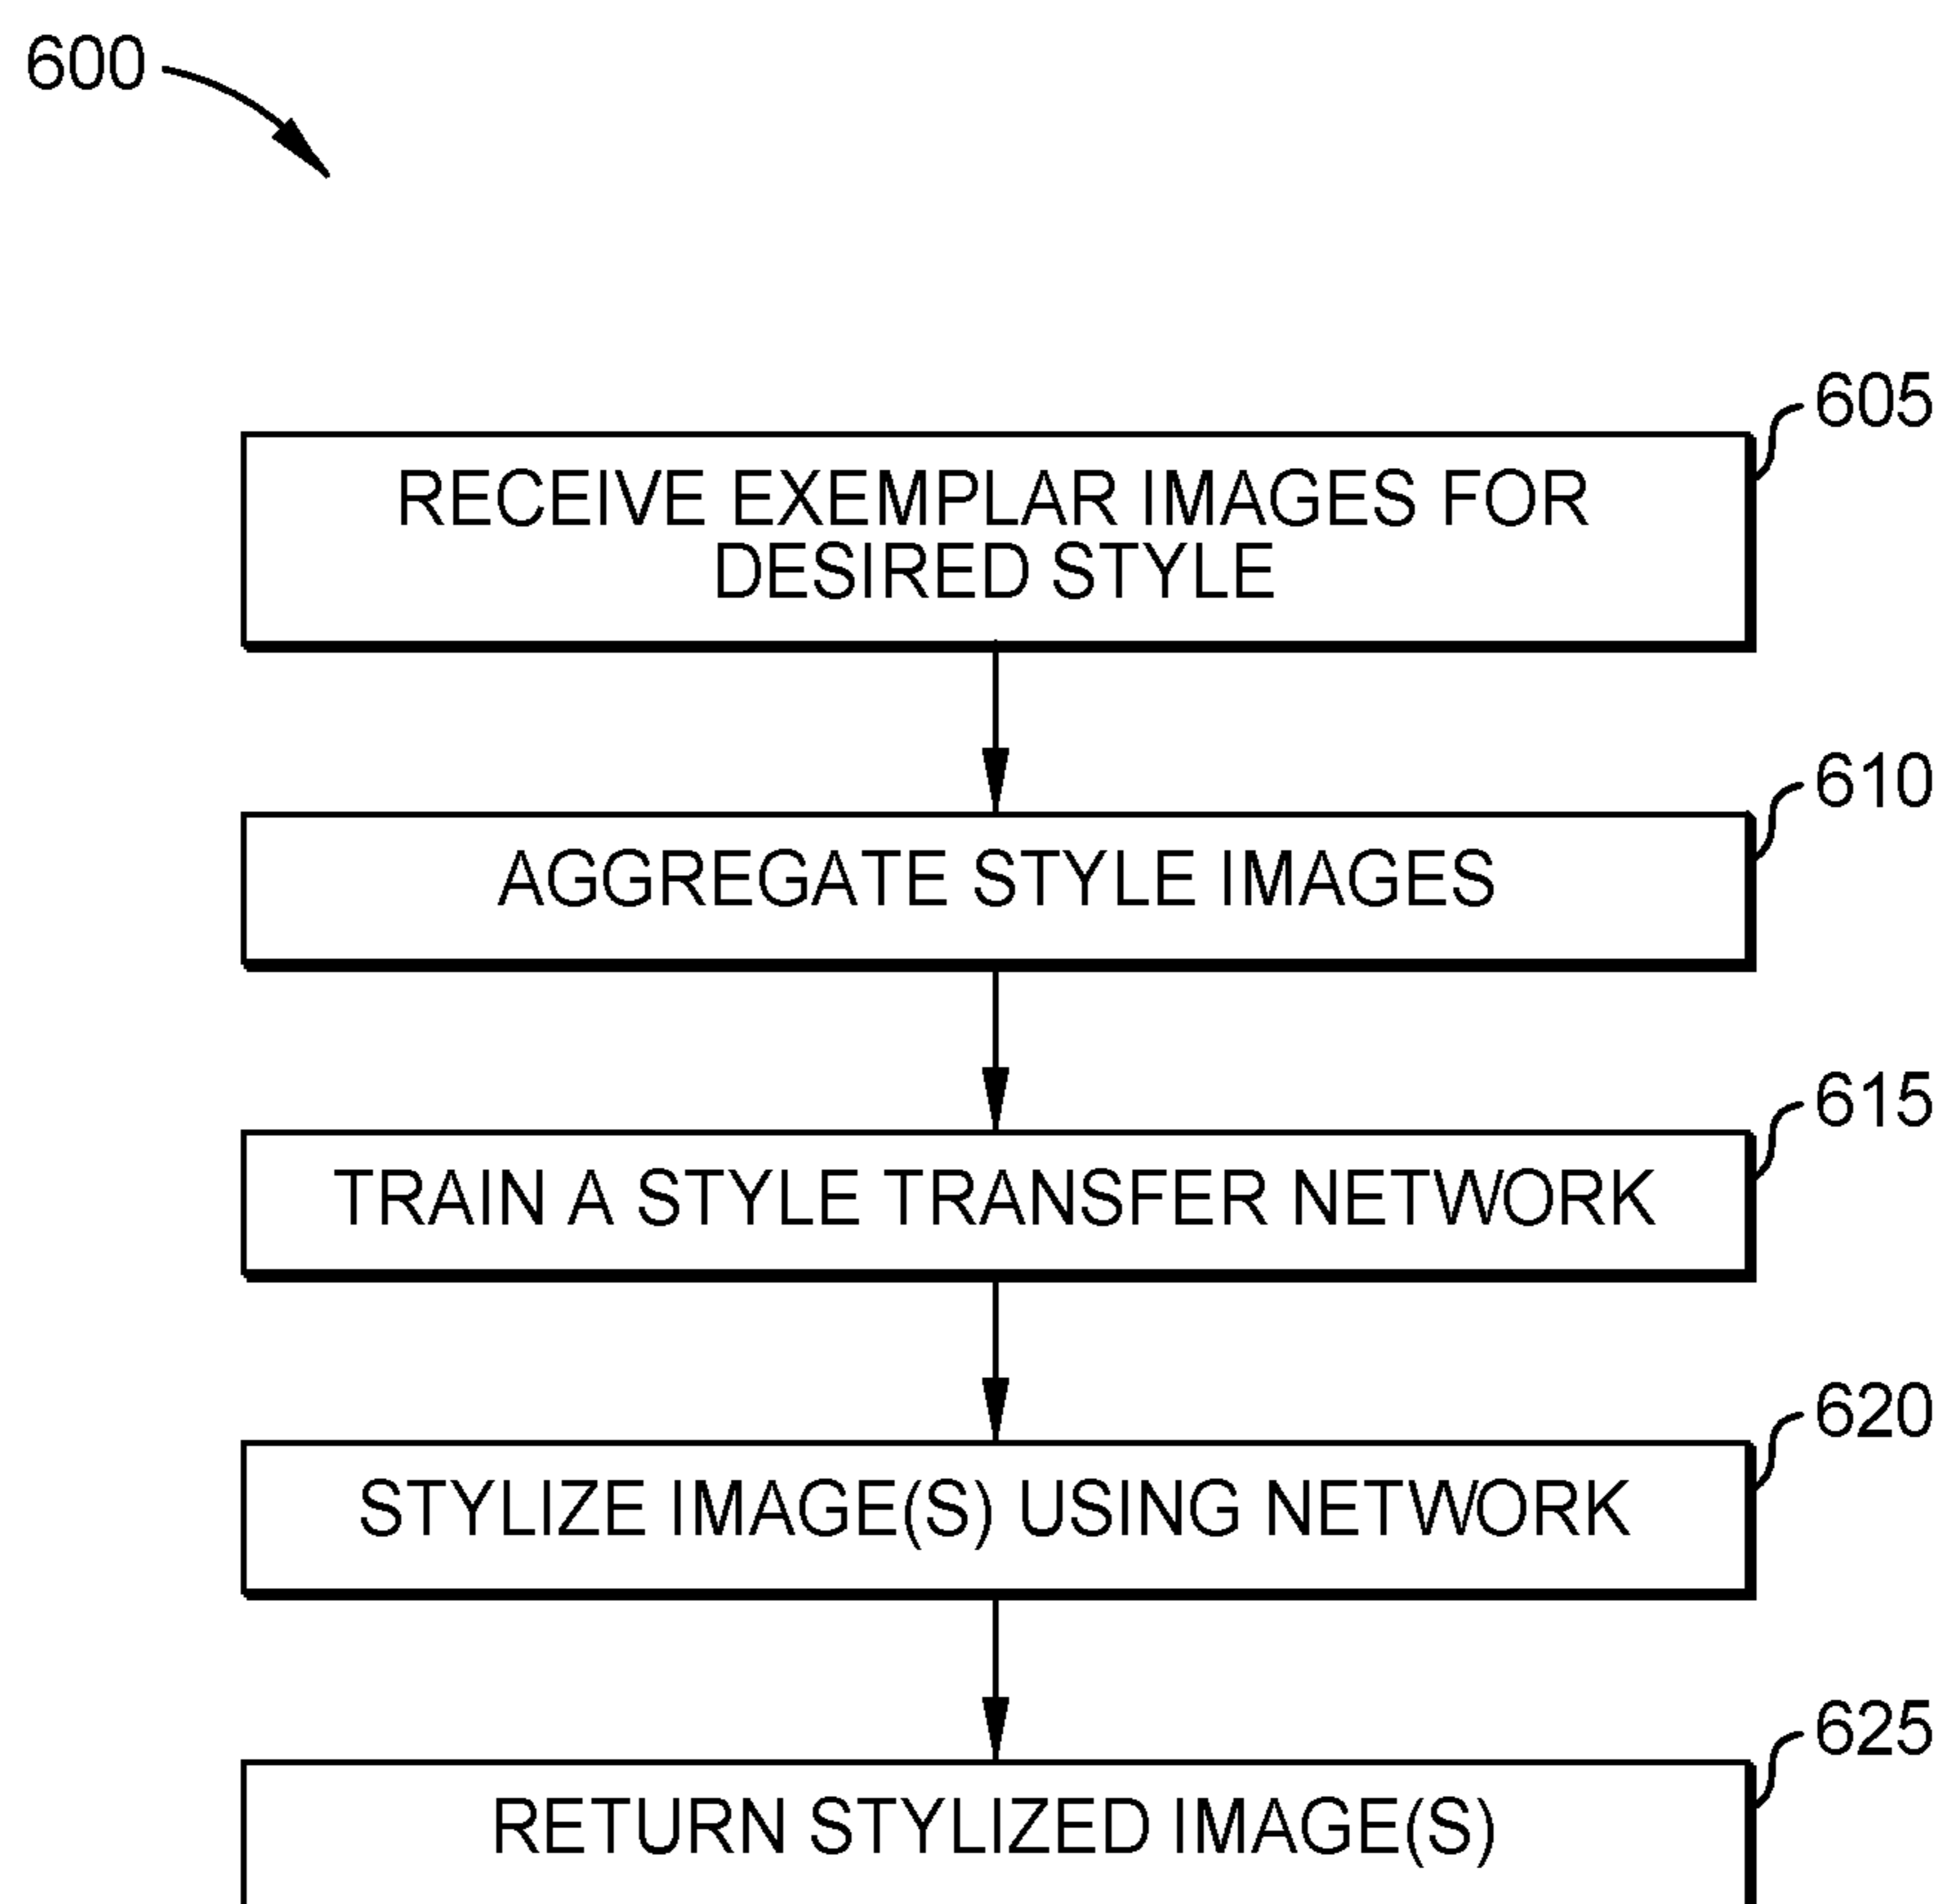 600
605
RECEIVE EXEMPLAR IMAGES FOR
DESIRED STYLE
610
AGGREGATE STYLE IMAGES
615
TRAIN A STYLE TRANSFER NETWORK
620
STYLIZE IMAGE(S) USING NETWORK
625
RETURN STYLIZED IMAGE(S)